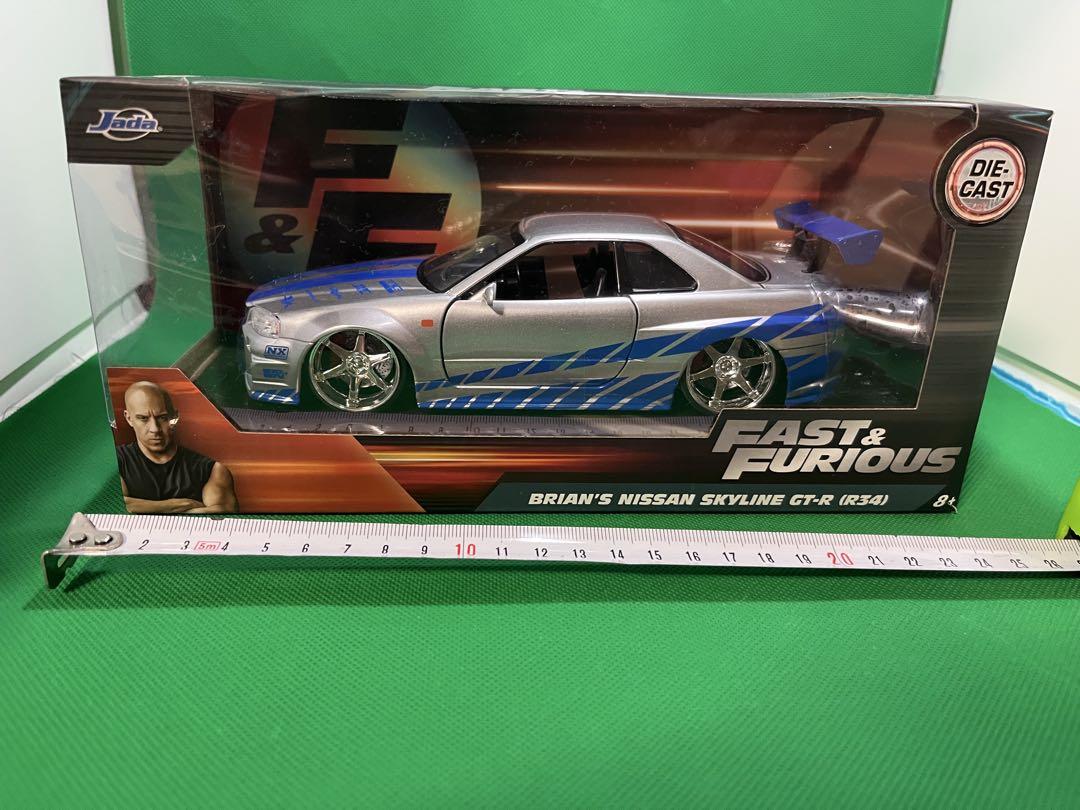 Jada
DIE-
CAST
F
& F
NX
FAST &
FURIOUS
BRIAN'S NISSAN SKYLINE GT-R (R34)
8+
2 3 5m 4 5 6 7 8 9 10 11 12 13 14 15 16 17 18 19 20 21 22 23 24 25 26